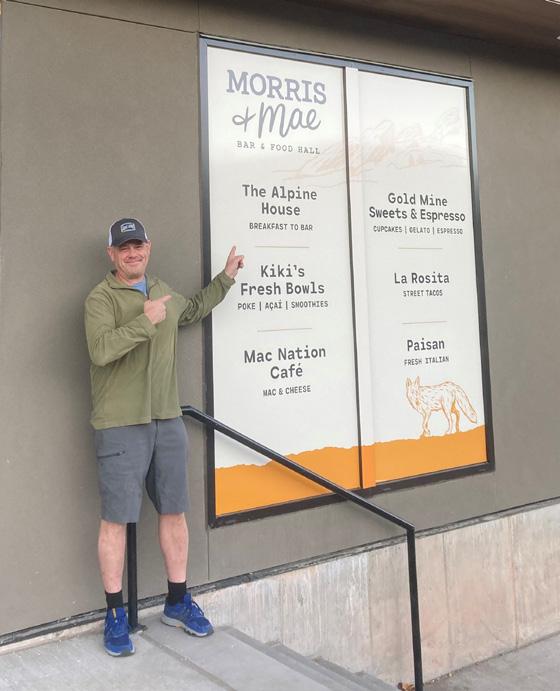 MORRIS
& Mae
BAR & FOOD HALL
The Alpine
House
BREAKFAST TO BAR
Kiki's
Fresh Bowls
POKE | AÇAÍ | SMOOTHIES
Mac Nation
Café
MAC & CHEESE
Gold Mine
Sweets & Espresso
CUPCAKES | GELATO | ESPRESSO
La Rosita
STREET TACOS
Paisan
FRESH ITALIAN